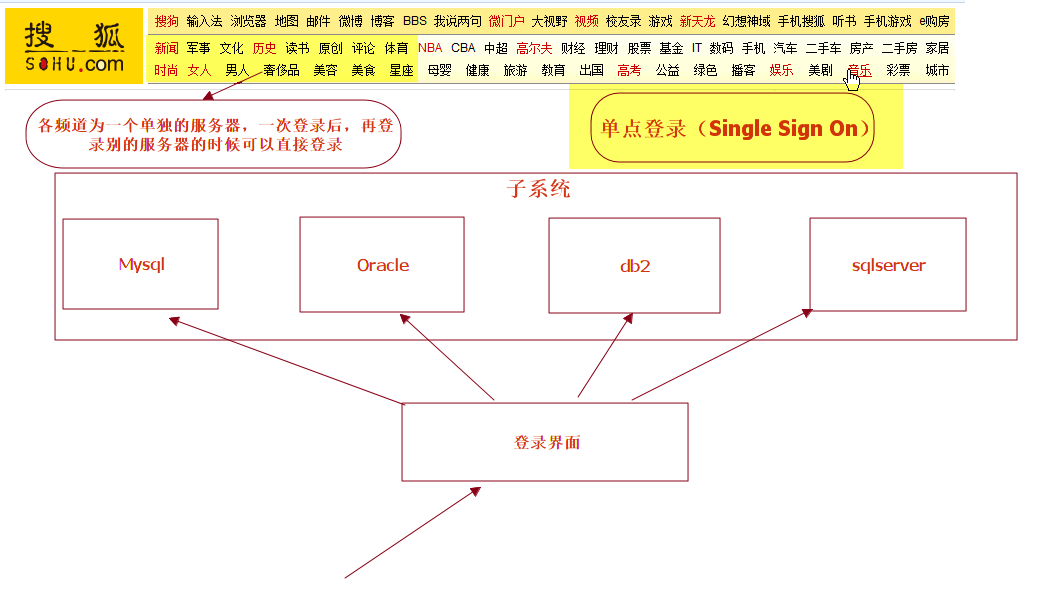 搜狐
SOHU.com
搜狗 输入法 浏览器 地图 邮件 微博 博客 BBS 我说两句 微门户 大视野 视频 校友录 游戏 新天龙 幻想神域 手机搜狐 听书 手机游戏 e购房
新闻 军事 文化 历史 读书 原创 评论 体育 NBA CBA 中超 高尔夫 财经 理财 股票 基金 IT 数码 手机 汽车 二手车 房产 二手房 家居
时尚 女人 男人 奢侈品 美容 美食 星座 母婴 健康 旅游 教育 出国 高考 公益 绿色 播客 娱乐 美剧 音乐 彩票 城市
各频道为一个单独的服务器，一次登录后，再登
录别的服务器的时候可以直接登录
单点登录（Single Sign On）
子系统
Mysql
Oracle
db2
sqlserver
登录界面